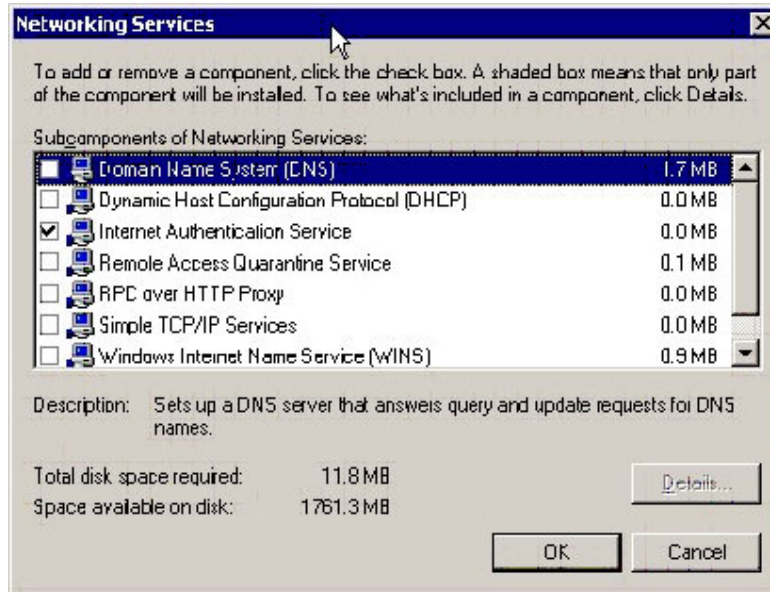 Networking Services
To add or remove a component, click the check box. A shaded box means that only part
of the component will be installed. To see what's included in a component, click Details.
Subcomponents of Networking Services:
Domain Name System (DNS) 1.7 MB
Dynamic Host Configuration Protocol (DHCP) 0.0 MB
Internet Authentication Service 0.0 MB
Remote Access Quarantine Service 0.1 MB
RPC over HTTP Proxy 0.0 MB
Simple TCP/IP Services 0.0 MB
Windows Internet Name Service (WINS) 0.9 MB
Description: Sets up a DNS server that answers query and update requests for DNS
names.
Total disk space required: 11.8 MB
Space available on disk: 1761.3 MB
Details...
OK Cancel